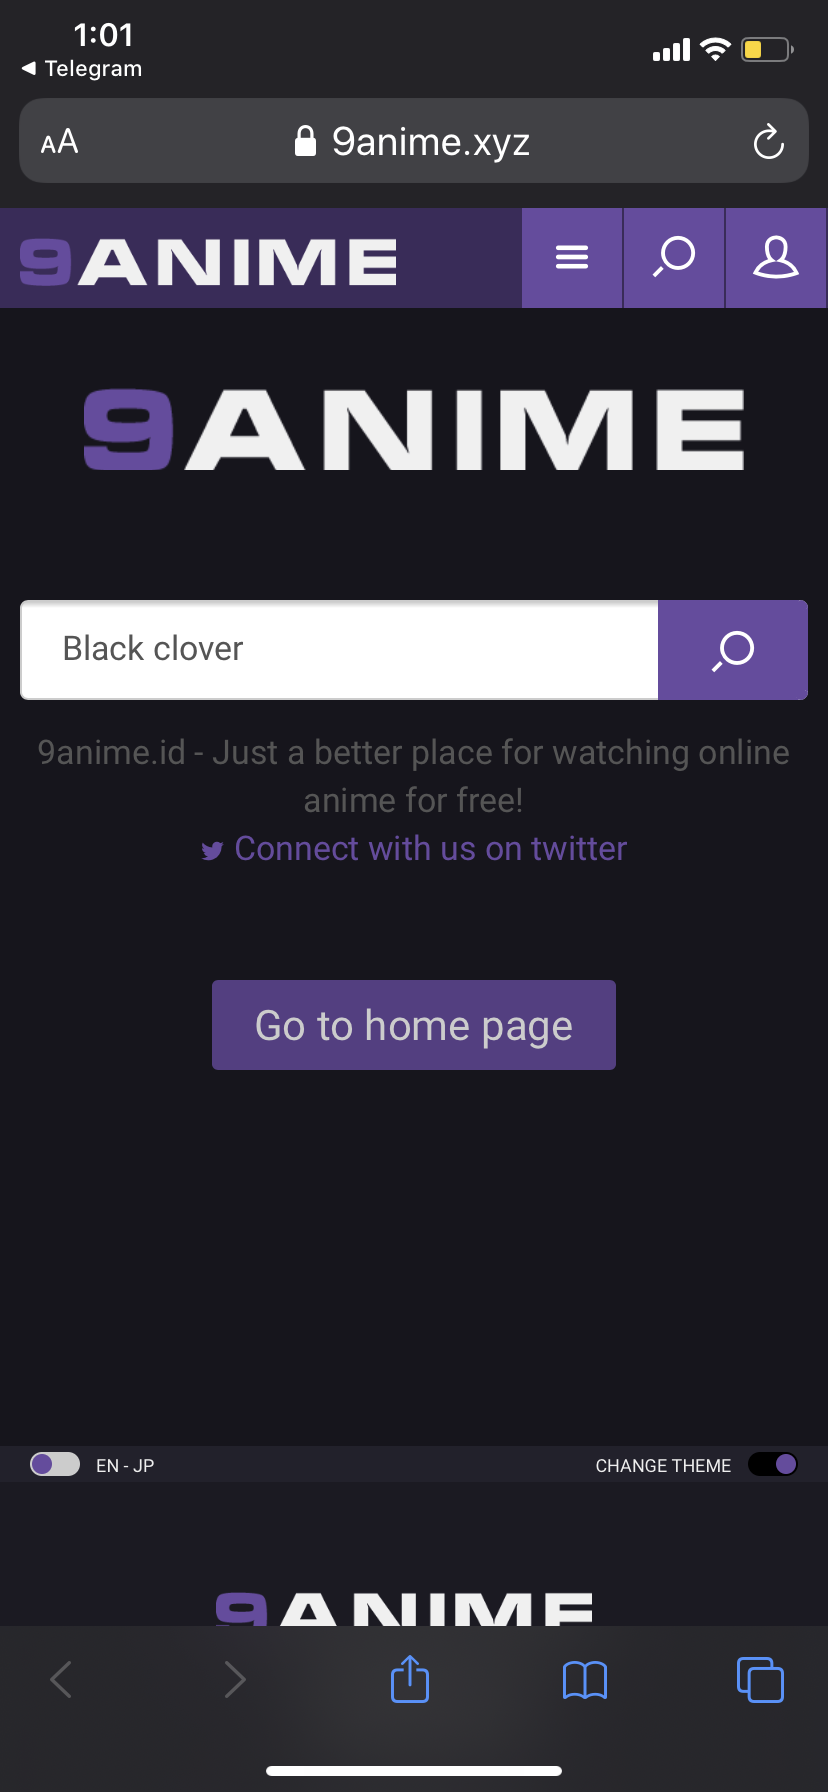 1:01
Telegram
AA
9anime.xyz
9ANIME
9ANIME
Black clover
9anime.id - Just a better place for watching online
anime for free!
Connect with us on twitter
Go to home page
EN - JP
CHANGE THEME
9ANIME